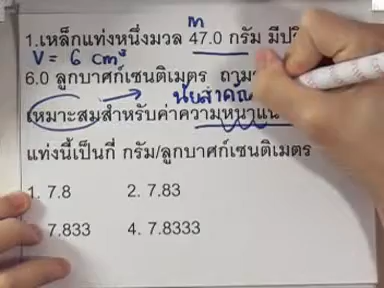 m
1.เหล็กแท่งหนึ่งมวล 47.0 กรัม มีปริ
V = 6 cm³
6.0 ลูกบาศก์เซนติเมตร ถาม
นัยสำคัญ
เหมาะสมสำหรับค่าความหนาแน่
แท่งนี้เป็นกี่ กรัม/ลูกบาศก์เซนติเมตร
1. 7.8 2. 7.83
7.833 4. 7.8333